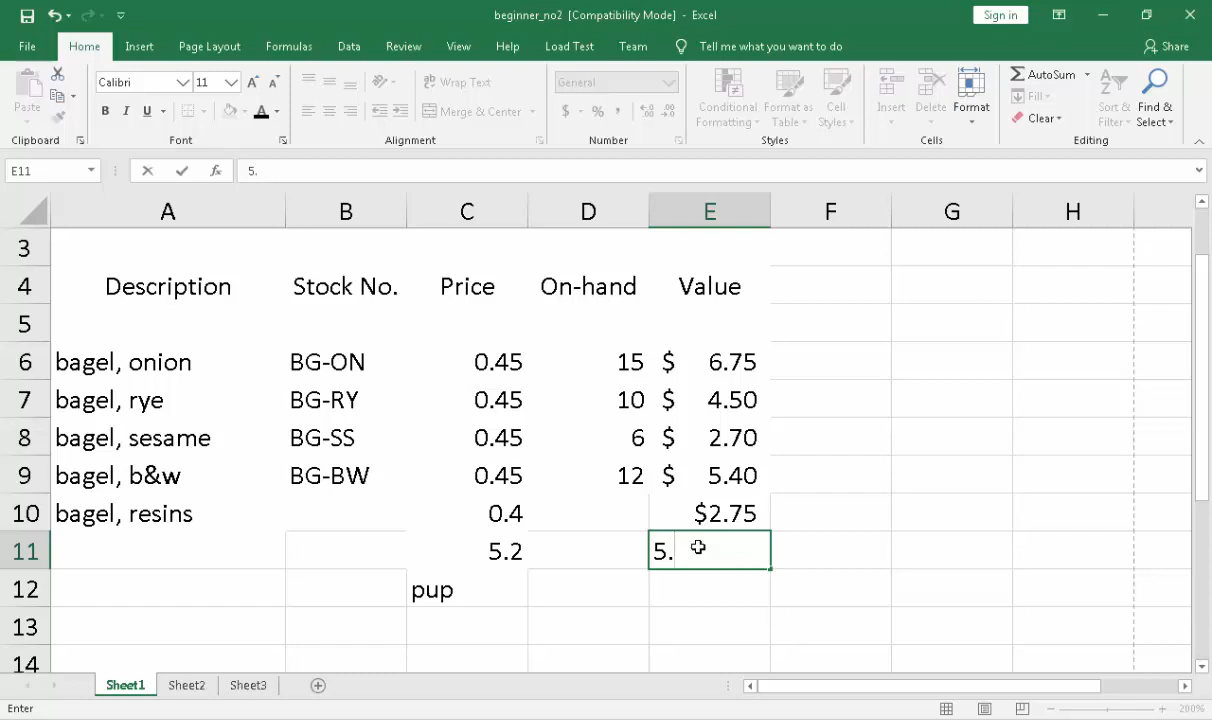 beginner_no2 [Compatibility Mode] - Excel
Sign in
File Home Insert Page Layout Formulas Data Review View Help Load Test Team Tell me what you want to do Share
Paste
Clipboard
Calibri 11
B I U
Font
Wrap Text
Merge & Center
Alignment
General
$ % ,
Number
Conditional Formatting
Format as Table
Cell Styles
Styles
Insert Delete Format
Cells
AutoSum
Fill
Clear
Sort & Filter
Find & Select
Editing
E11 fx 5.
A B C D E F G H
3
4 Description Stock No. Price On-hand Value
5
6 bagel, onion BG-ON 0.45 15 $ 6.75
7 bagel, rye BG-RY 0.45 10 $ 4.50
8 bagel, sesame BG-SS 0.45 6 $ 2.70
9 bagel, b&w BG-BW 0.45 12 $ 5.40
10 bagel, resins 0.4 $2.75
11 5.2 5.
12 pup
13
14
Sheet1 Sheet2 Sheet3
Enter 200%